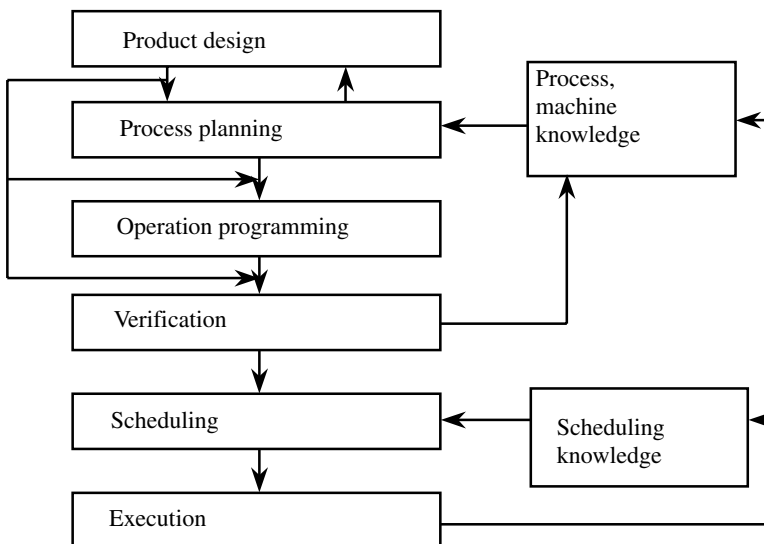 Product design
Process planning
Operation programming
Verification
Scheduling
Execution
Process,
machine
knowledge
Scheduling
knowledge